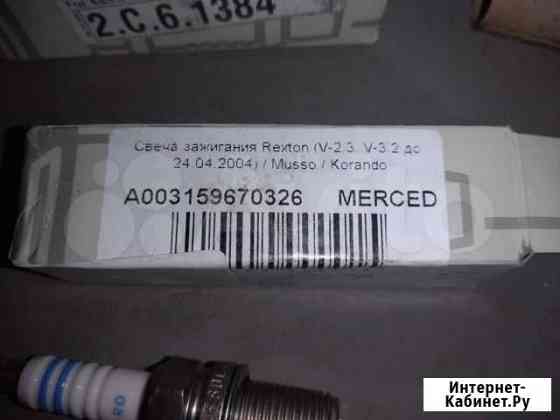 2.C.6.1384
Свеча зажигания Rexton (V-2.3. V-3.2 до
24.04.2004) / Musso / Korando
A003159670326 MERCED
Интернет-
Кабинет.Ру